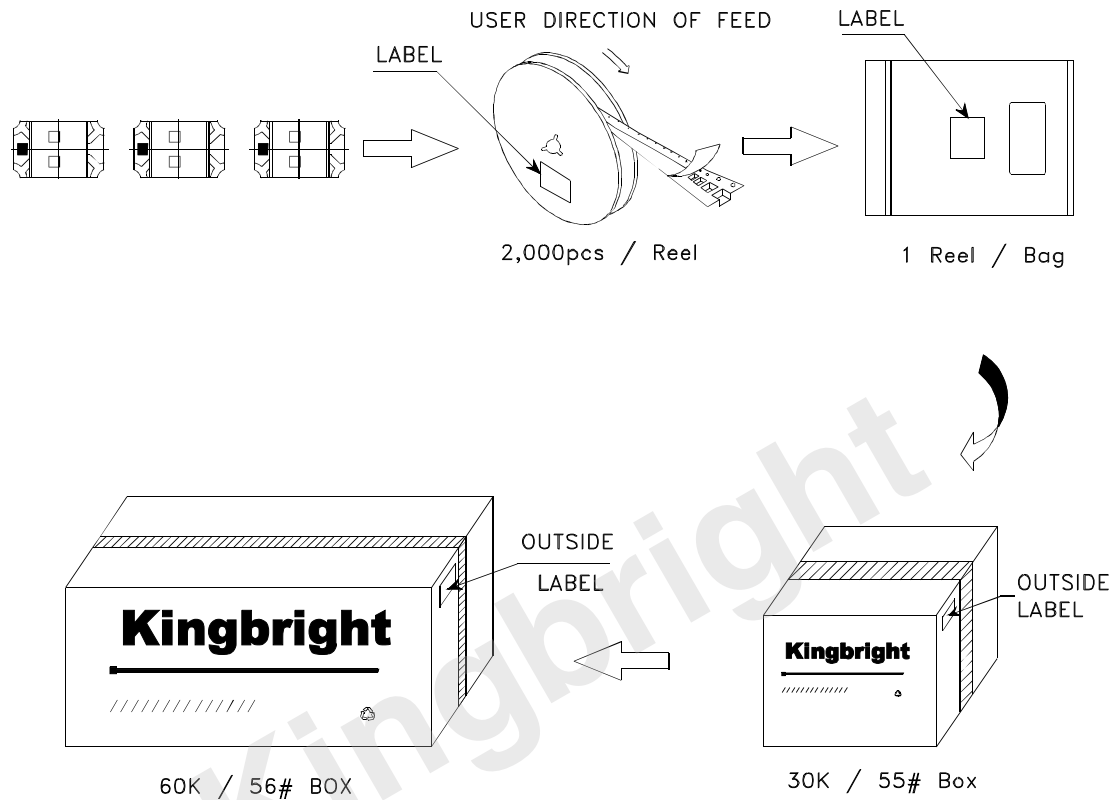 USER DIRECTION OF FEED
LABEL
LABEL
2,000pcs / Reel
1 Reel / Bag
OUTSIDE
LABEL
OUTSIDE
LABEL
Kingbright
Kingbright
60K / 56# BOX
30K / 55# Box
Kingbright